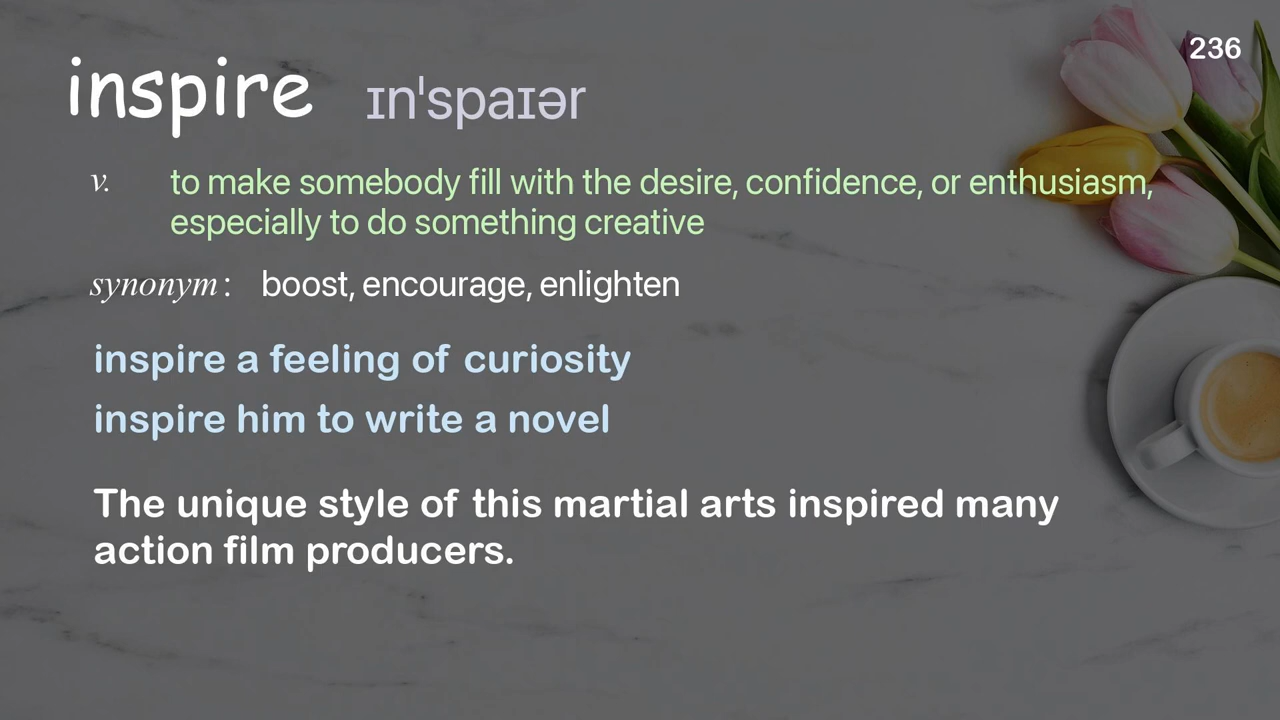 236
inspire ɪn'spaɪər
v. to make somebody fill with the desire, confidence, or enthusiasm,
especially to do something creative
synonym : boost, encourage, enlighten
inspire a feeling of curiosity
inspire him to write a novel
The unique style of this martial arts inspired many
action film producers.